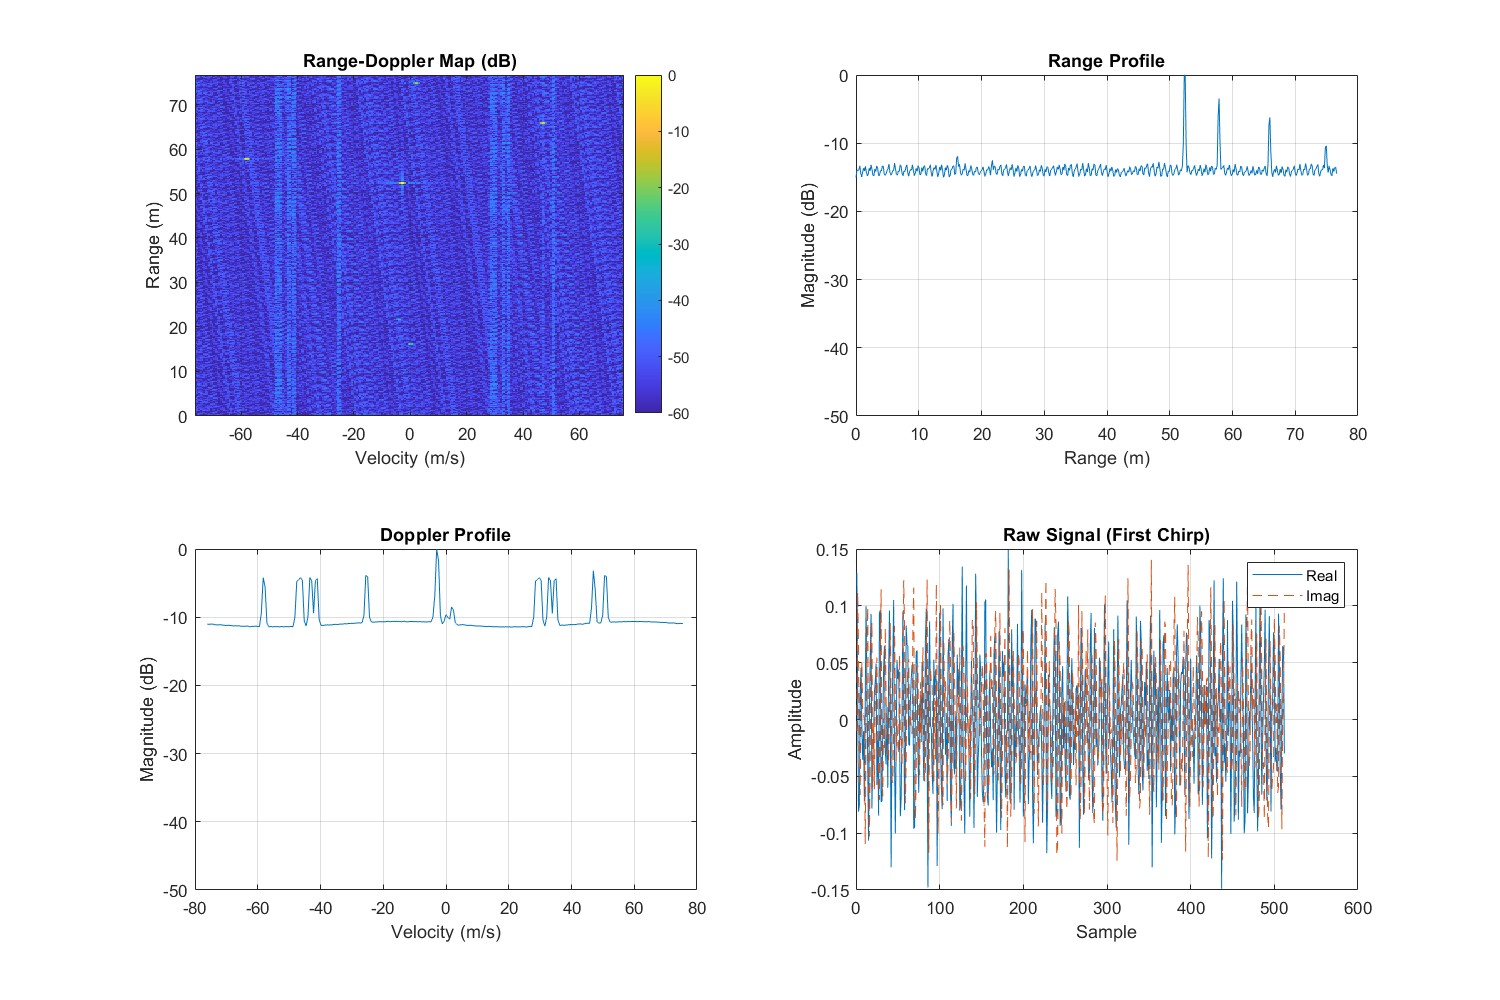 Range-Doppler Map (dB)
Range (m)
70
60
50
40
30
20
10
0
-60 -40 -20 0 20 40 60
Velocity (m/s)
0
-10
-20
-30
-40
-50
-60
Range Profile
Magnitude (dB)
0
-10
-20
-30
-40
-50
0 10 20 30 40 50 60 70 80
Range (m)
Doppler Profile
Magnitude (dB)
0
-10
-20
-30
-40
-50
-80 -60 -40 -20 0 20 40 60 80
Velocity (m/s)
Raw Signal (First Chirp)
Amplitude
0.15
0.1
0.05
0
-0.05
-0.1
-0.15
Real
Imag
0 100 200 300 400 500 600
Sample